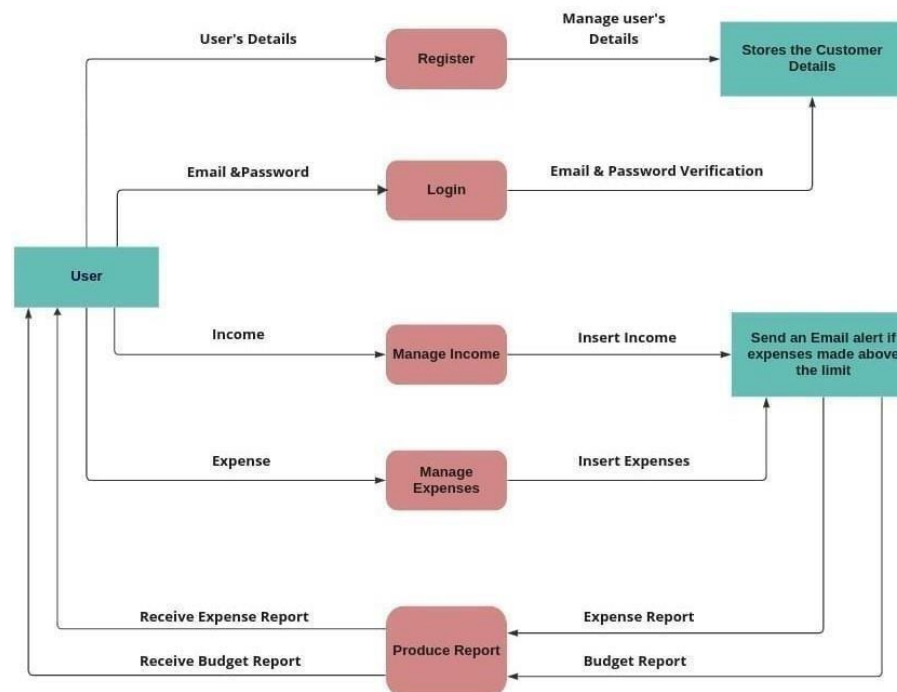 User's Details
Manage user's
Details
Register
Stores the Customer
Details
Email &Password
Login
Email & Password Verification
User
Income
Manage Income
Insert Income
Send an Email alert if
expenses made above
the limit
Expense
Manage
Expenses
Insert Expenses
Receive Expense Report
Expense Report
Produce Report
Receive Budget Report
Budget Report